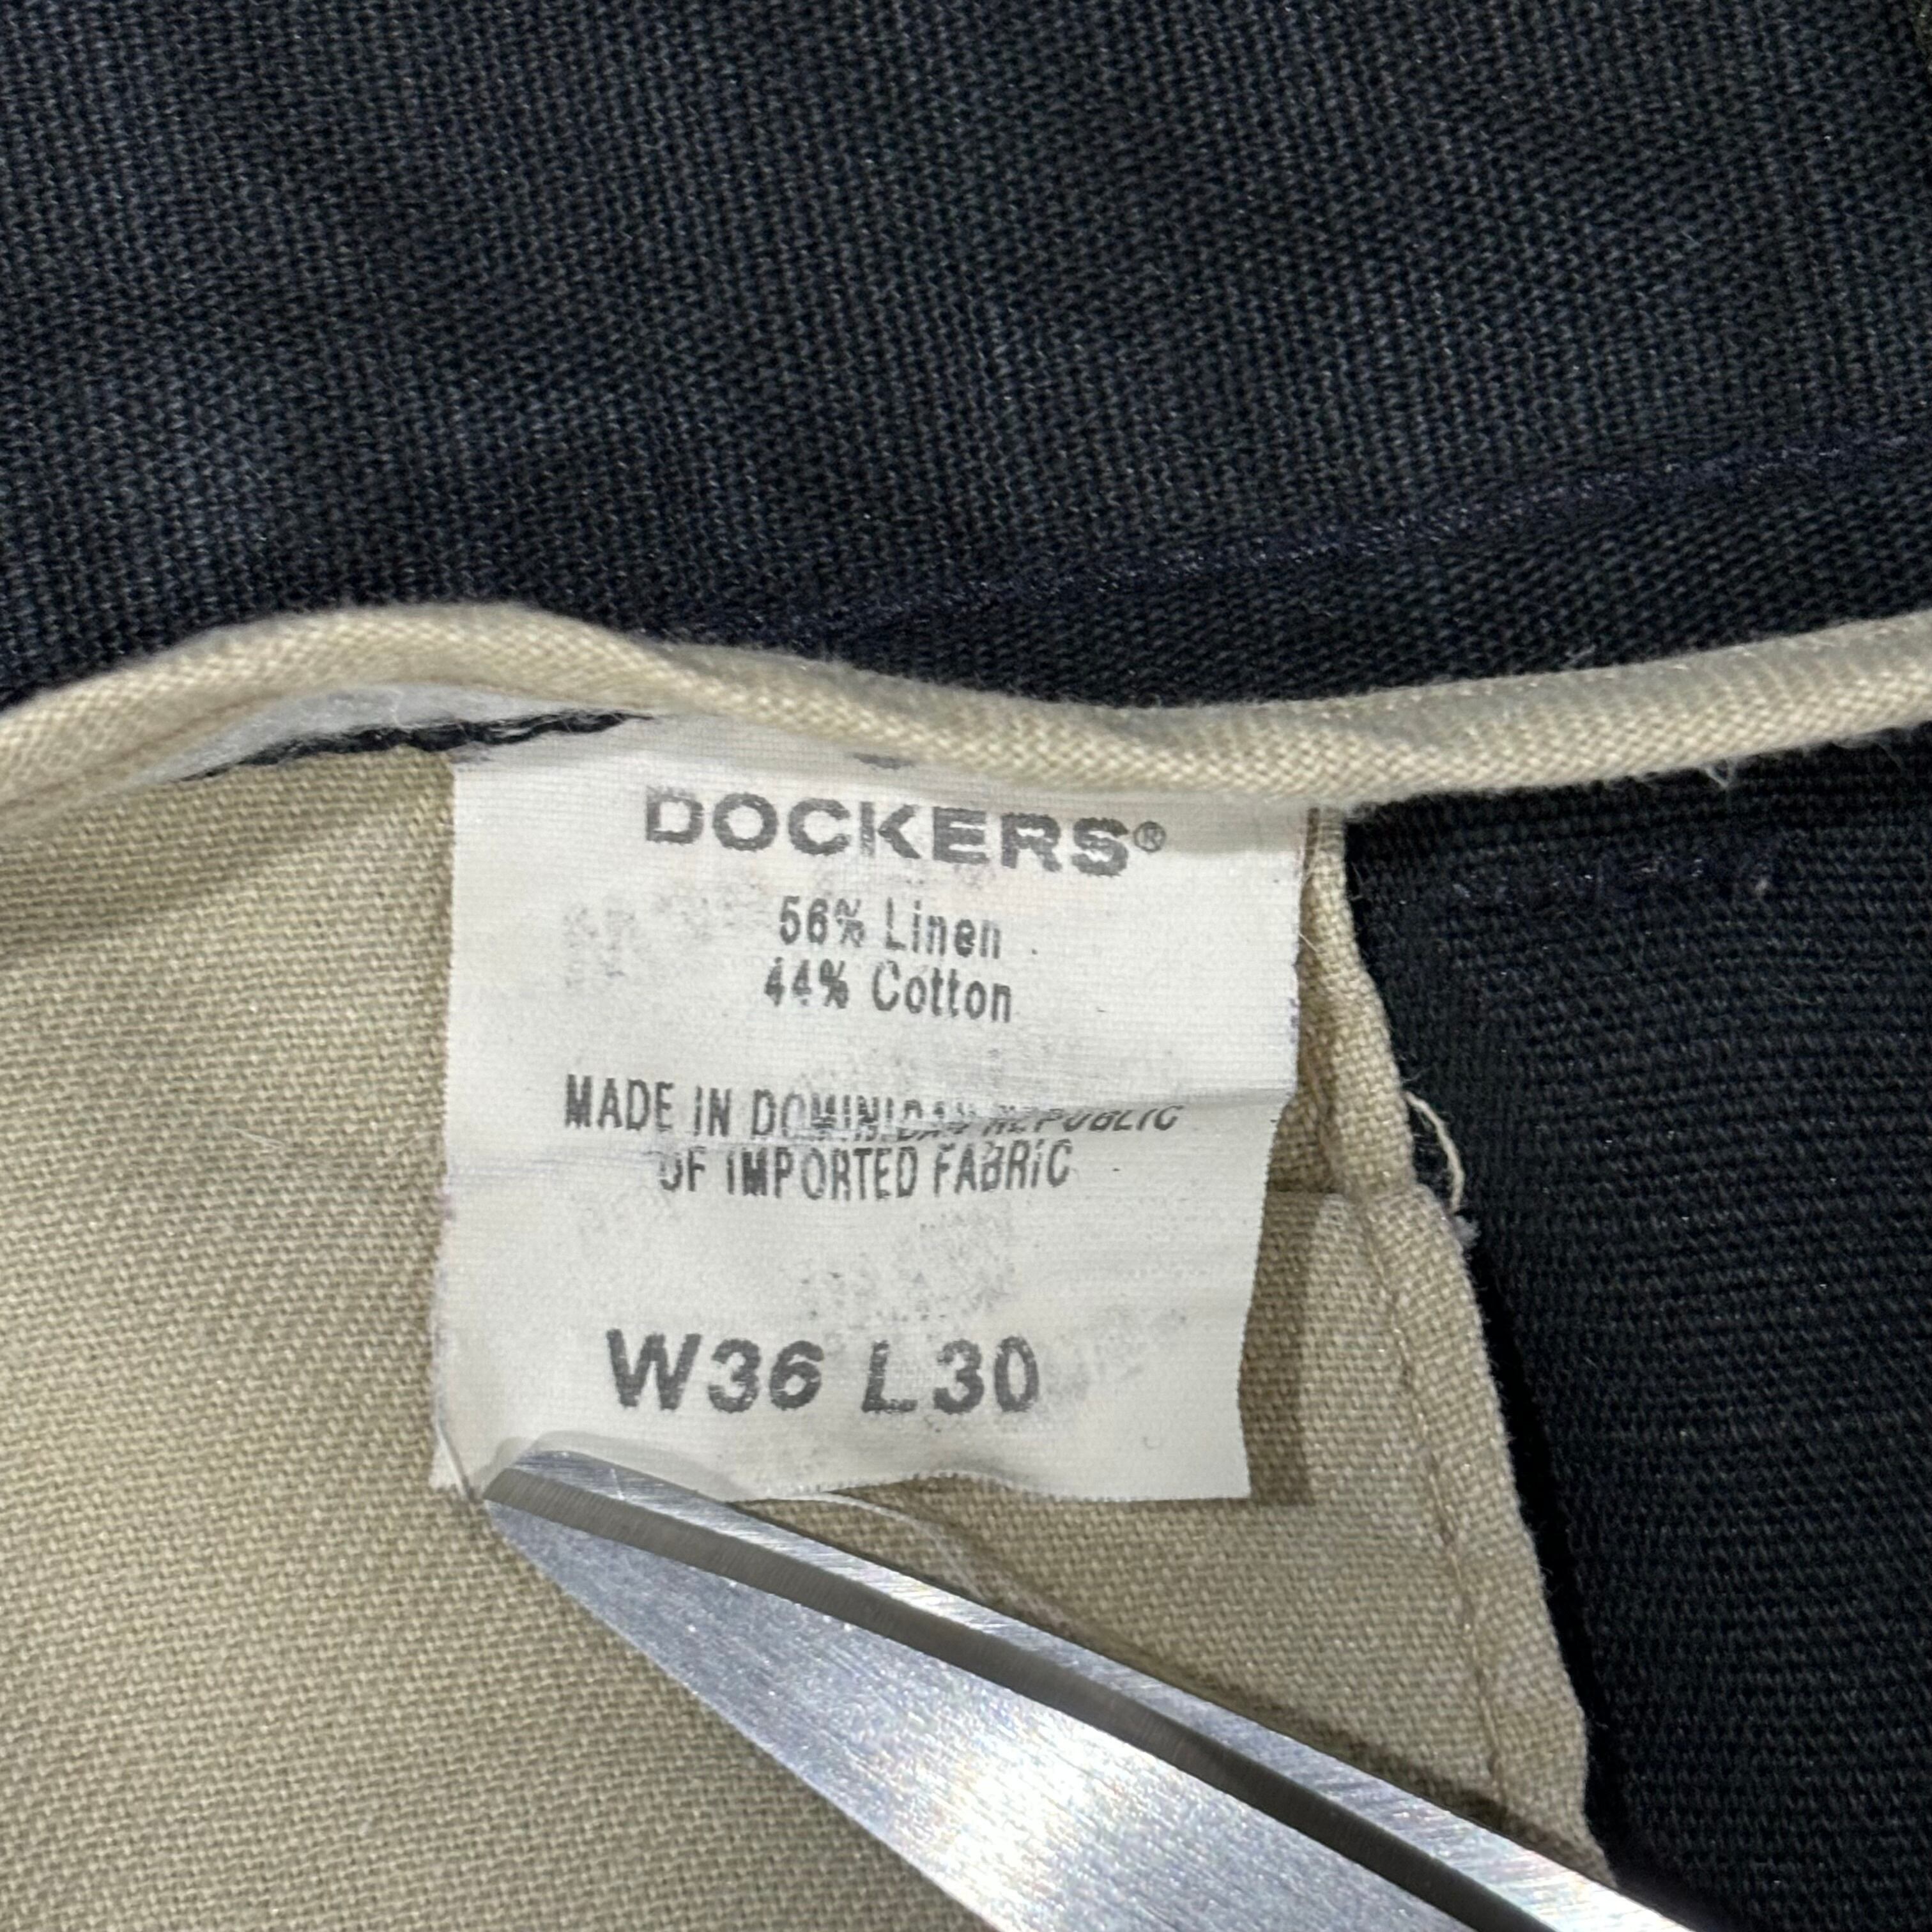 DOCKERS®
56% Linen
44% Cotton
MADE IN DOMINICAN REPUBLIC
OF IMPORTED FABRIC
W36 L30